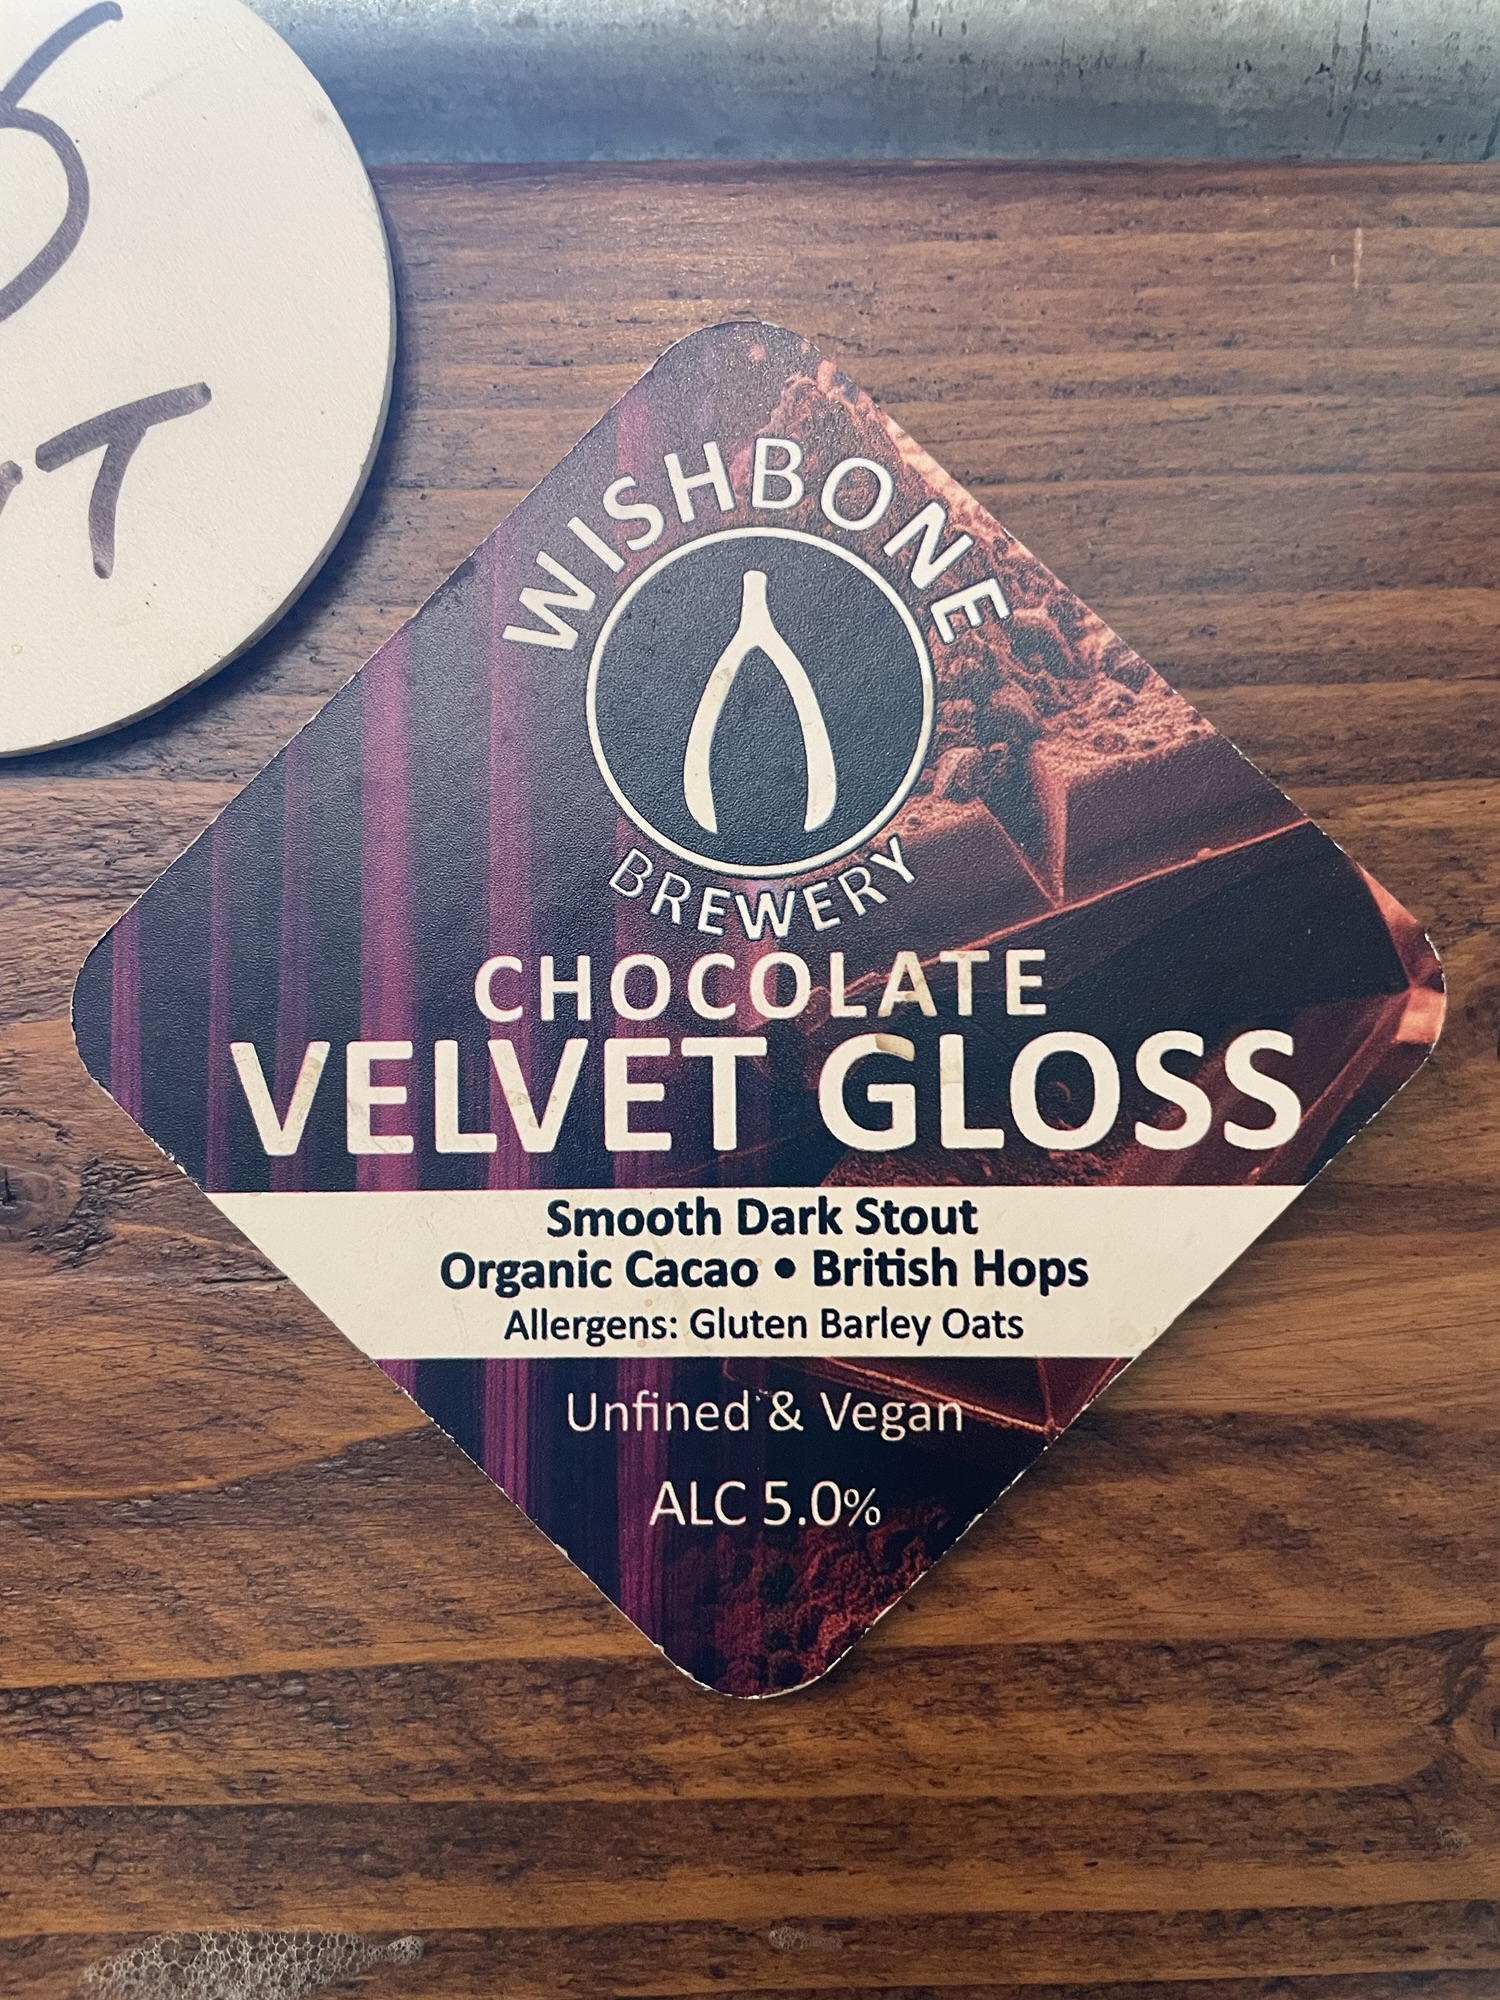 WISHBONE
BREWERY
CHOCOLATE
VELVET GLOSS
Smooth Dark Stout
Organic Cacao • British Hops
Allergens: Gluten Barley Oats
Unfined & Vegan
ALC 5.0%